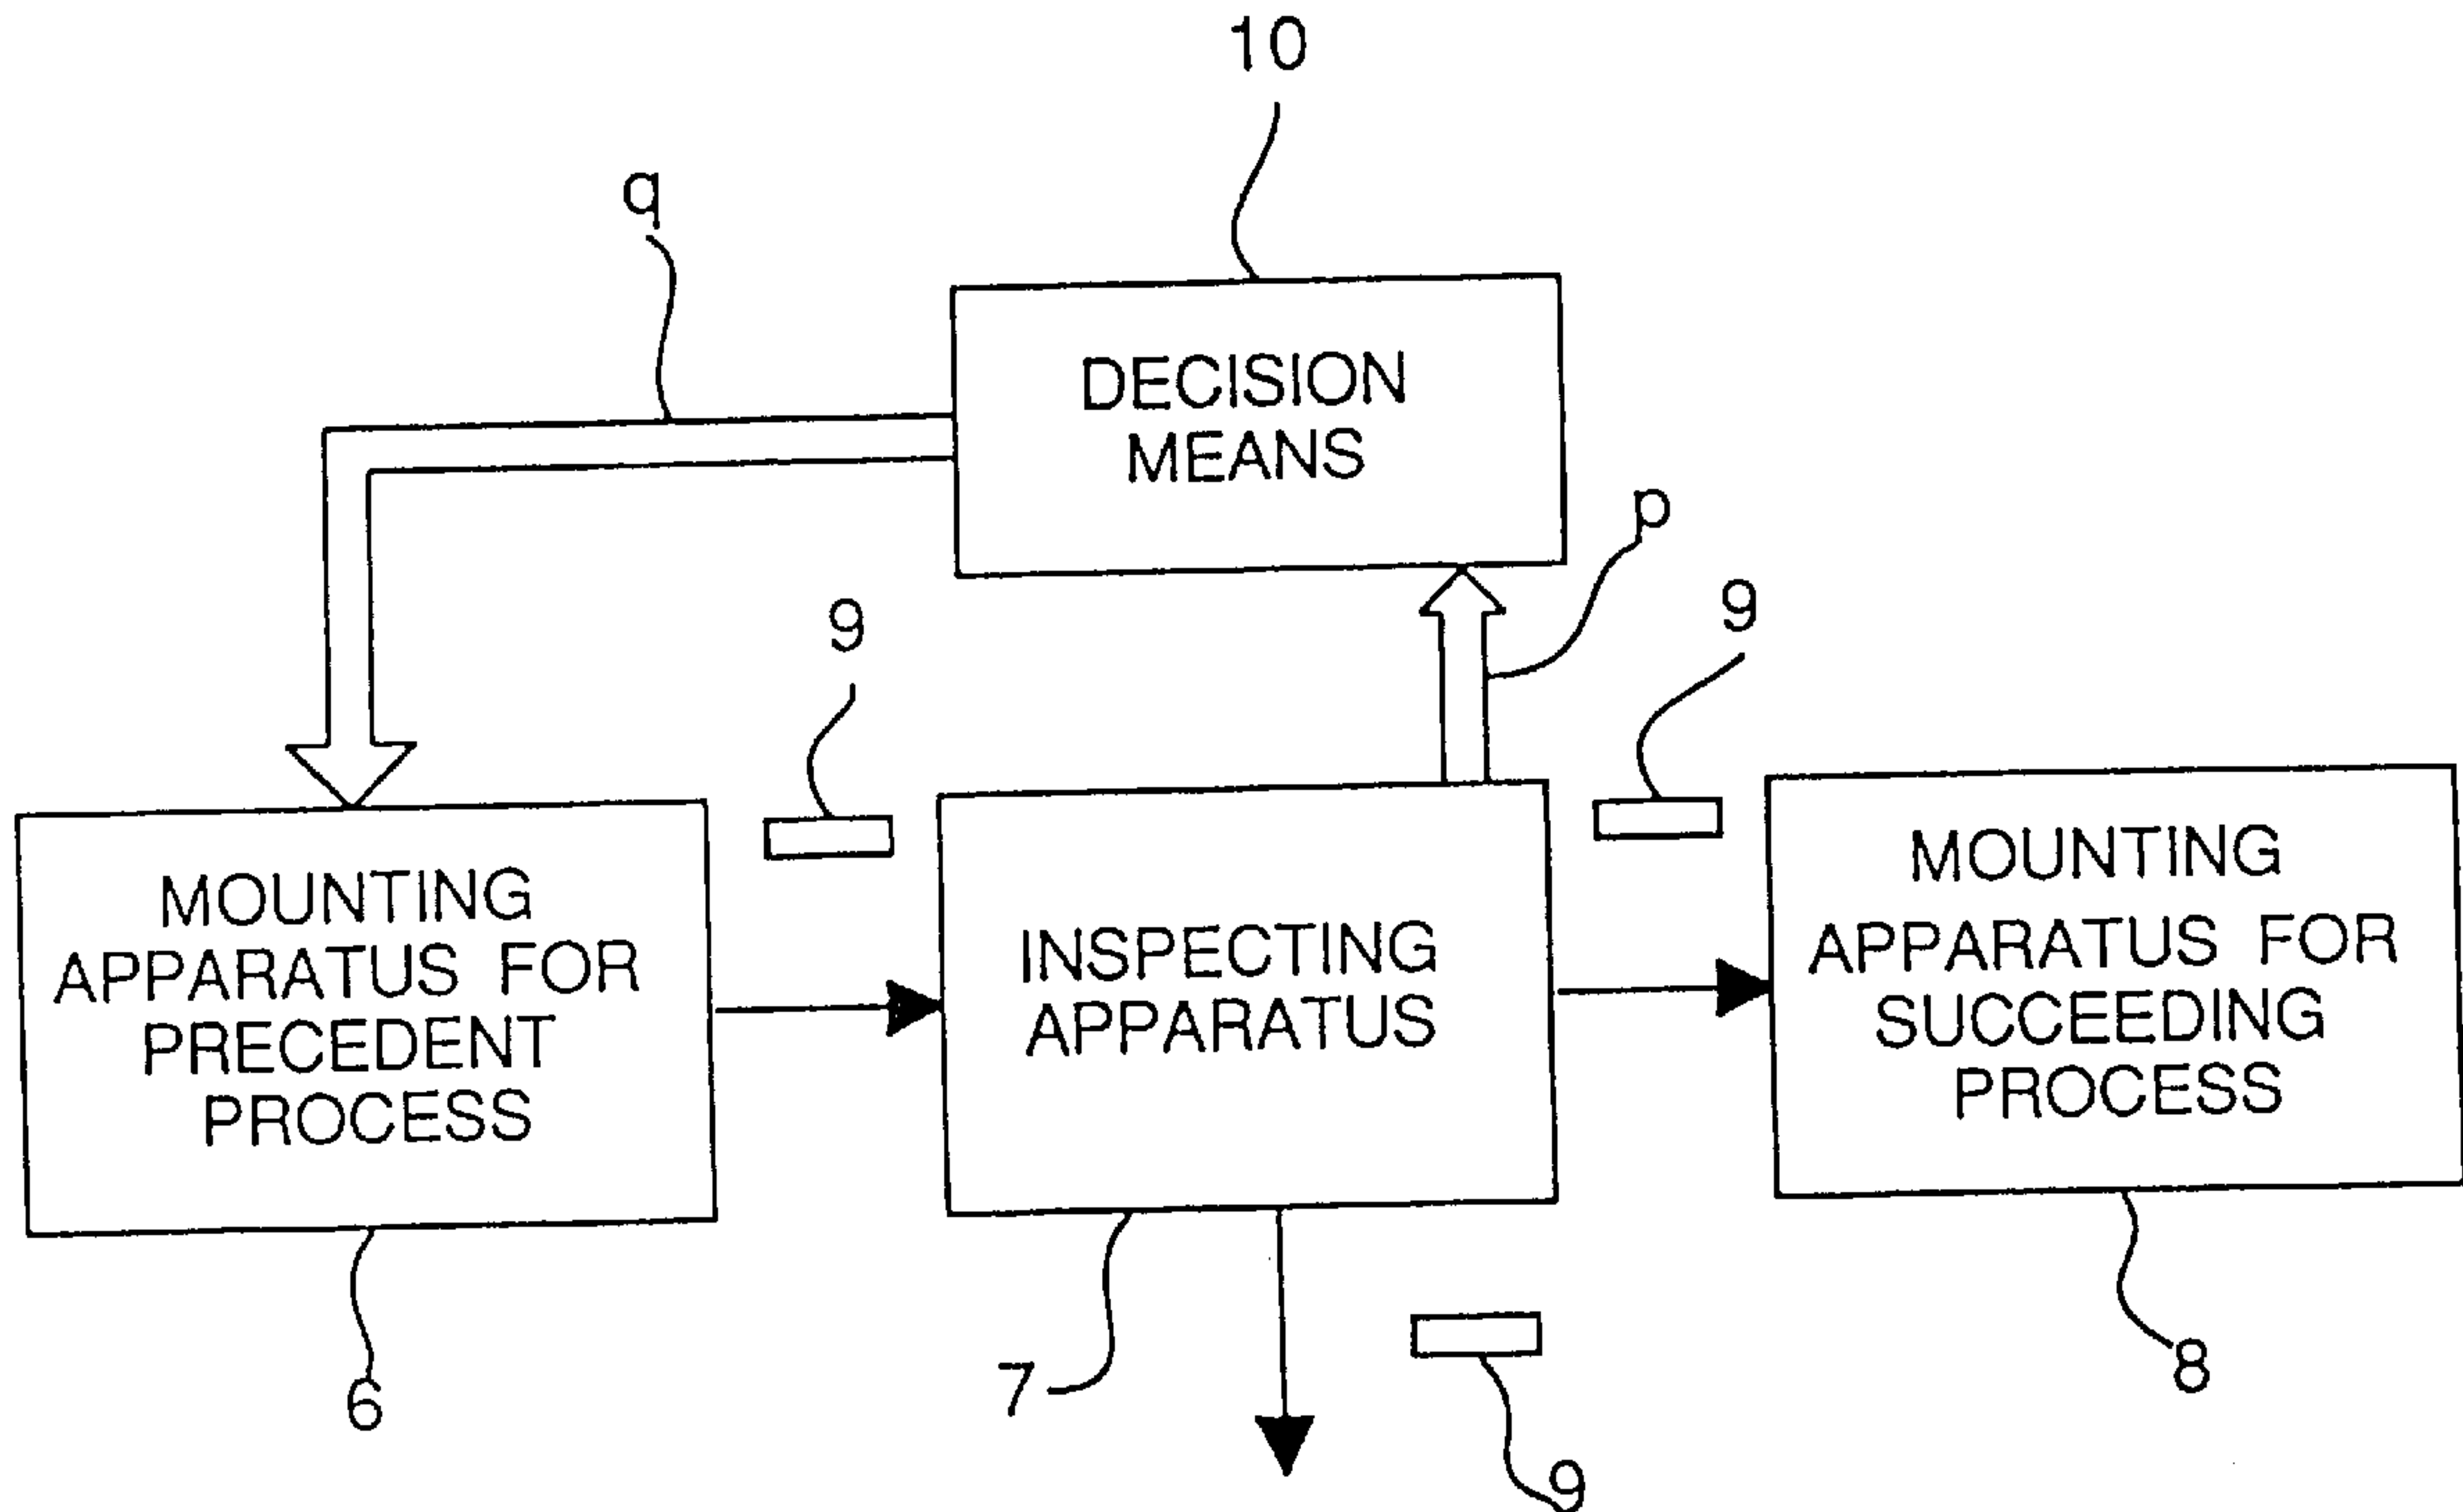 10
q
DECISION
MEANS
p
9
9
MOUNTING
APPARATUS FOR
PRECEDENT
PROCESS
INSPECTING
APPARATUS
MOUNTING
APPARATUS FOR
SUCCEEDING
PROCESS
6
7
8
9